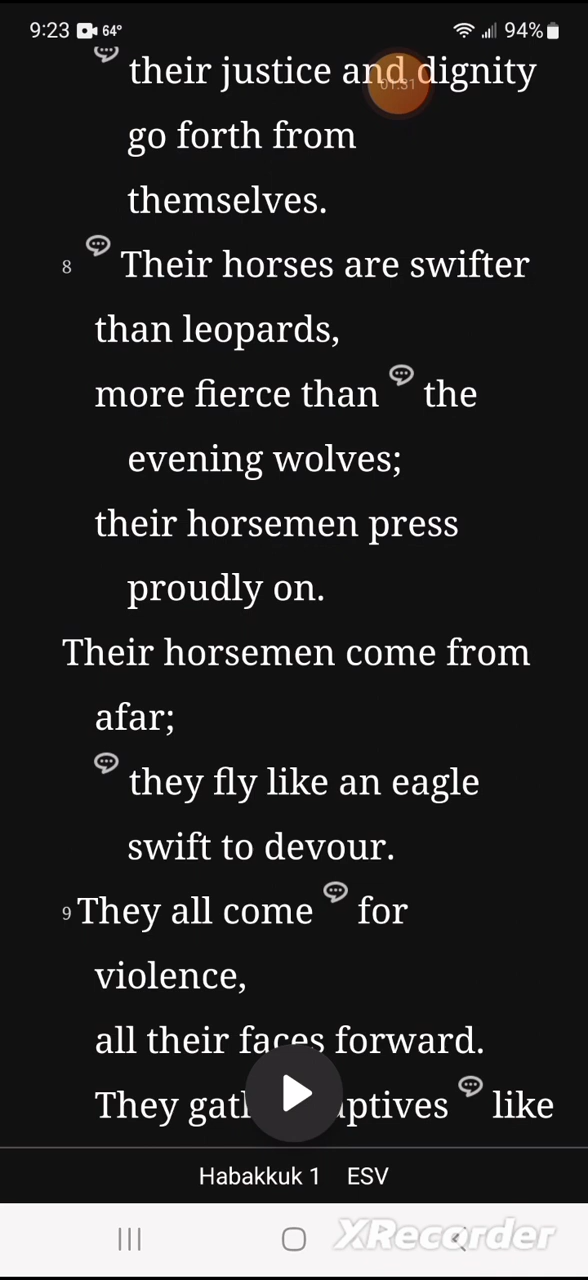 9:23 64° 94%
their justice and dignity
01:31
go forth from
themselves.
8 Their horses are swifter
than leopards,
more fierce than the
evening wolves;
their horsemen press
proudly on.
Their horsemen come from
afar;
they fly like an eagle
swift to devour.
9 They all come for
violence,
all their faces forward.
They like
Habakkuk 1 ESV
XRecorder